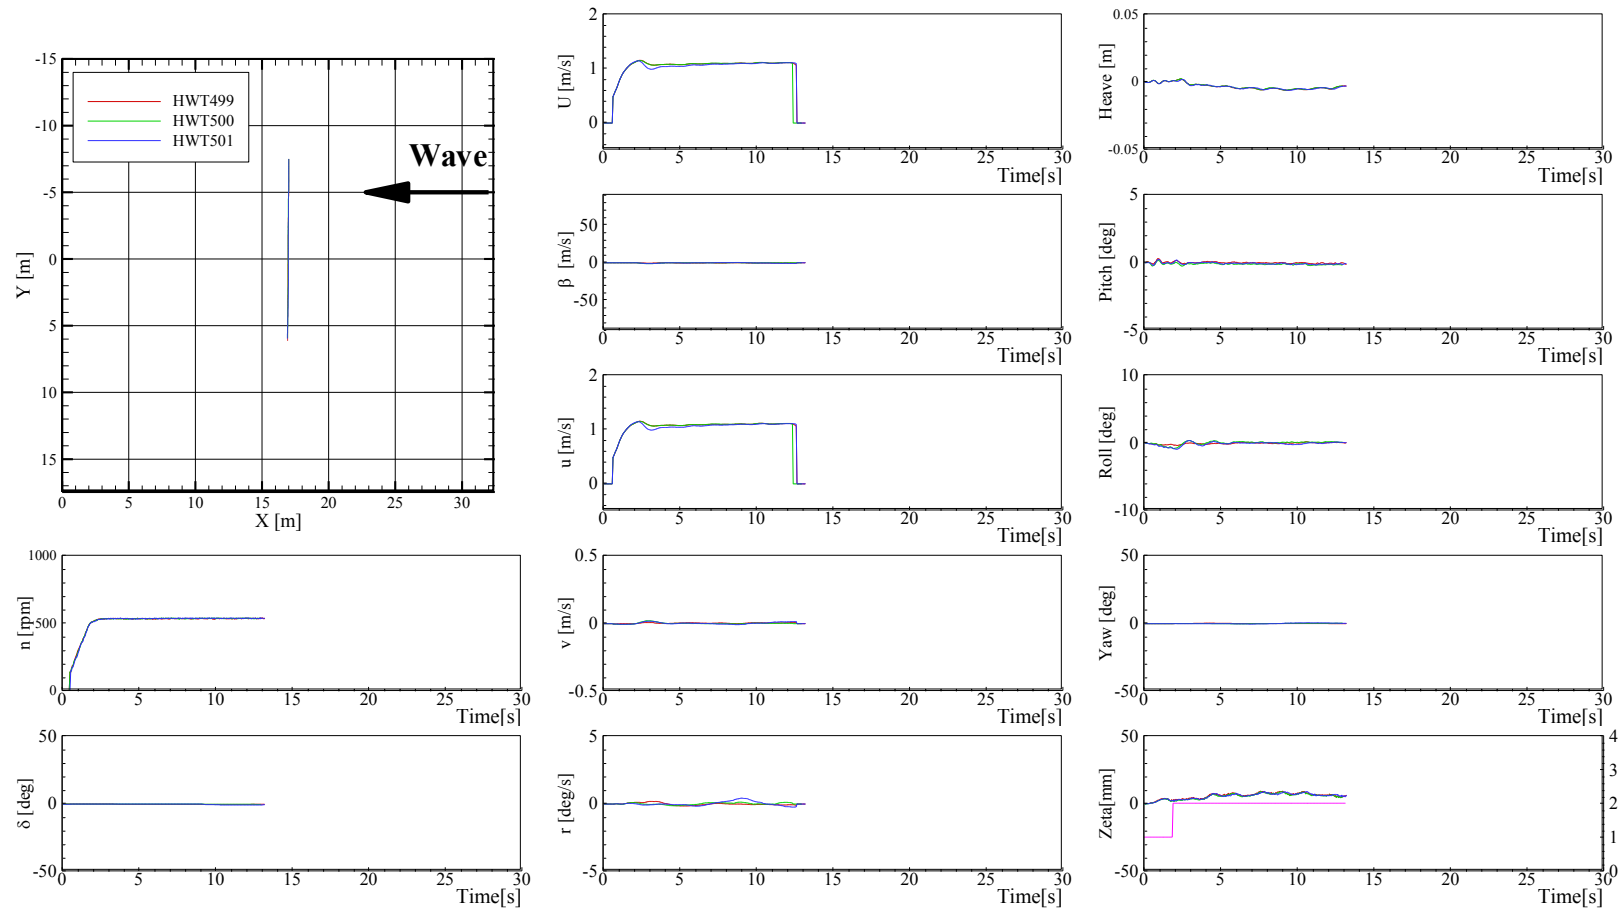 -15
-10
-5
0
5
10
15
Y [m]
HWT499
HWT500
HWT501
Wave
0 5 10 15 20 25 30
X [m]
2
1
0
U [m/s]
0 5 10 15 20 25 30
Time[s]
0.05
0
-0.05
Heave [m]
0 5 10 15 20 25 30
Time[s]
50
0
-50
β [m/s]
0 5 10 15 20 25 30
Time[s]
5
0
-5
Pitch [deg]
0 5 10 15 20 25 30
Time[s]
2
1
0
u [m/s]
0 5 10 15 20 25 30
Time[s]
10
0
-10
Roll [deg]
0 5 10 15 20 25 30
Time[s]
1000
500
0
n [rpm]
0 5 10 15 20 25 30
Time[s]
0.5
0
-0.5
v [m/s]
0 5 10 15 20 25 30
Time[s]
50
0
-50
Yaw [deg]
0 5 10 15 20 25 30
Time[s]
50
0
-50
δ [deg]
0 5 10 15 20 25 30
Time[s]
5
0
-5
r [deg/s]
0 5 10 15 20 25 30
Time[s]
50
0
-50
Zeta[mm]
4
3
2
1
0
0 5 10 15 20 25 30
Time[s]